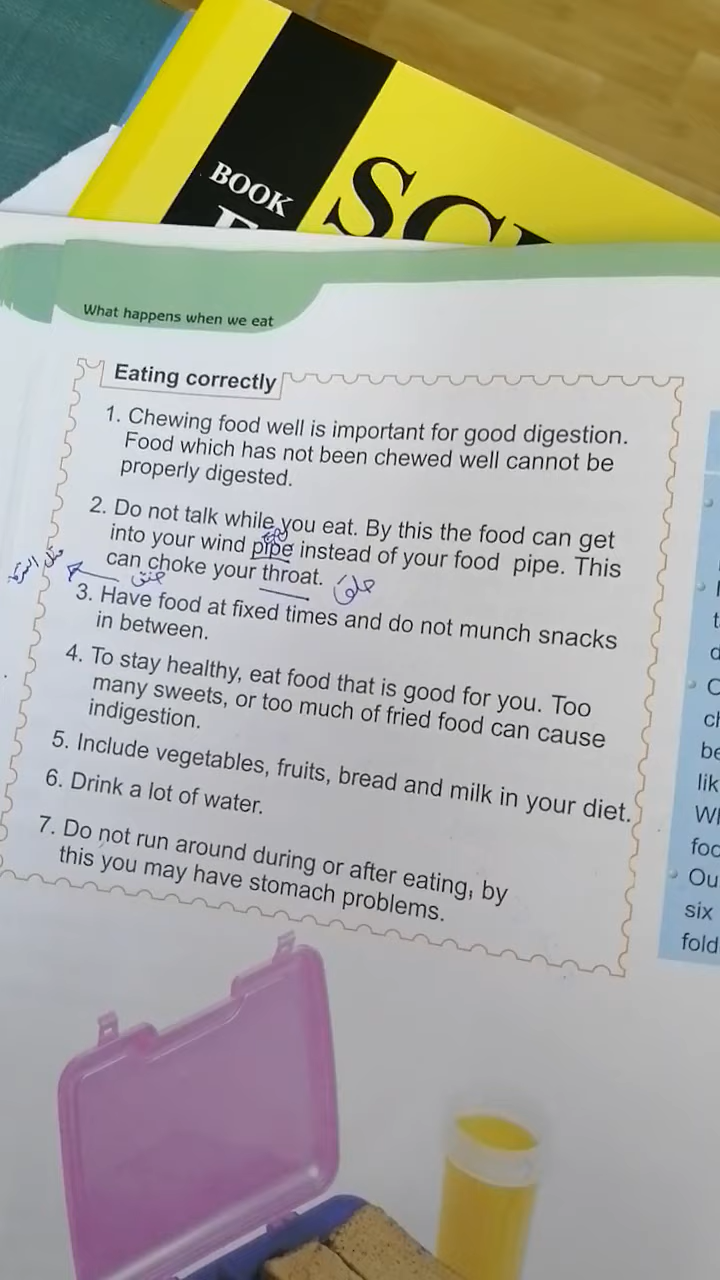 BOOK
SCI
What happens when we eat
Eating correctly
1. Chewing food well is important for good digestion.
Food which has not been chewed well cannot be
properly digested.
2. Do not talk while you eat. By this the food can get
into your wind pipe instead of your food pipe. This
can choke your throat.
حلق
3. Have food at fixed times and do not munch snacks
in between.
4. To stay healthy, eat food that is good for you. Too
many sweets, or too much of fried food can cause
indigestion.
5. Include vegetables, fruits, bread and milk in your diet.
6. Drink a lot of water.
7. Do not run around during or after eating, by
this you may have stomach problems.
be
lik
Ou
six
fold